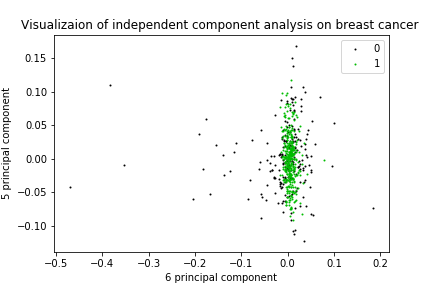 Visualizaion of independent component analysis on breast cancer
0
1
0.15
0.10
0.05
0.00
−0.05
−0.10
5 principal component
−0.5 −0.4 −0.3 −0.2 −0.1 0.0 0.1 0.2
6 principal component